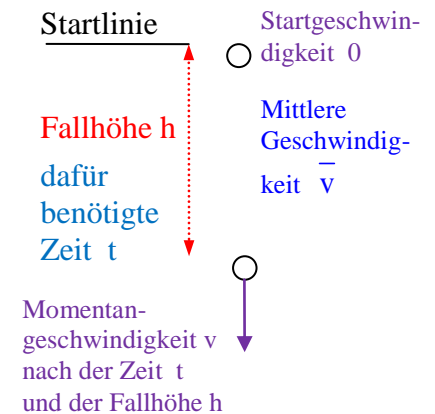 Startlinie
Startgeschwin-
digkeit 0
Fallhöhe h
dafür
benötigte
Zeit t
Mittlere
Geschwindig-
keit v̅
Momentan-
geschwindigkeit v
nach der Zeit t
und der Fallhöhe h